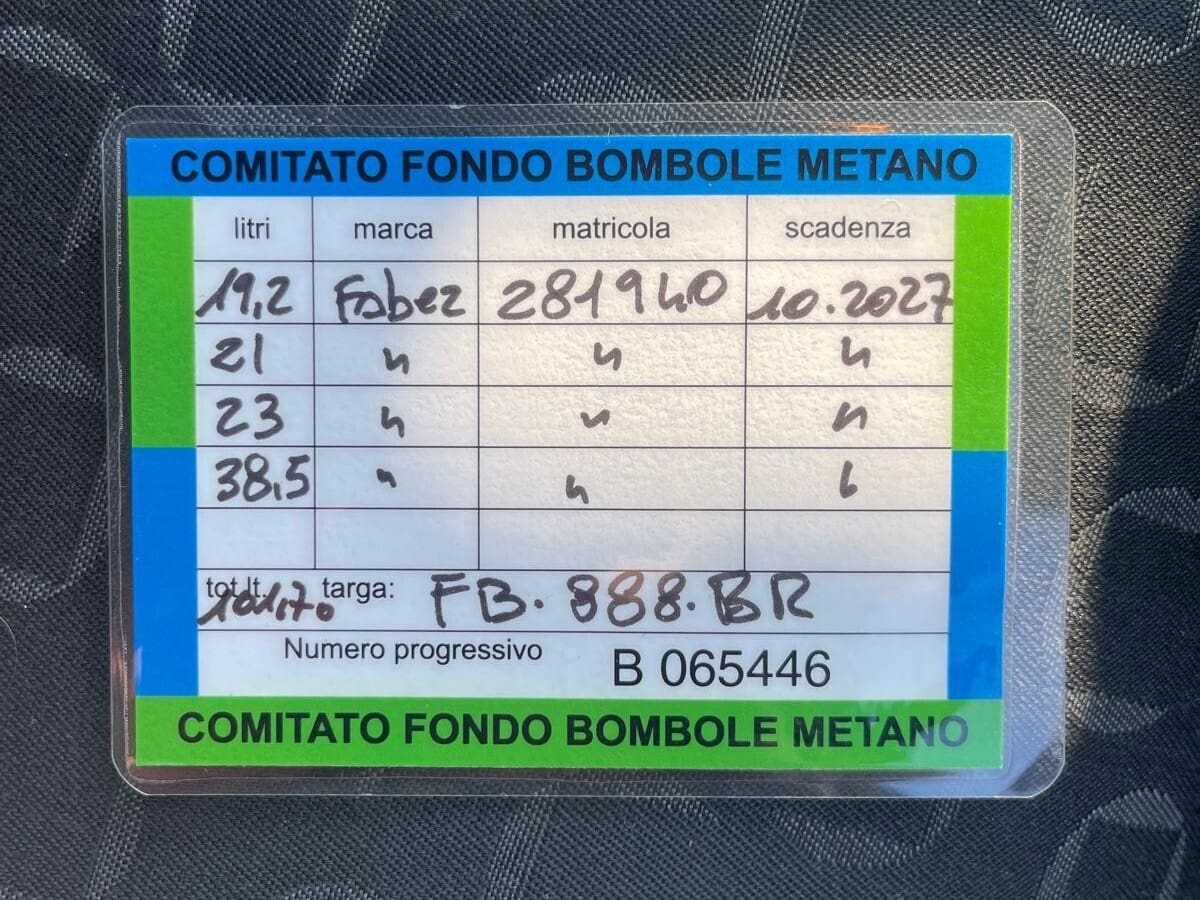 COMITATO FONDO BOMBOLE METANO
litri marca matricola scadenza
19,2 Faber 281940 10.2027
21 " " "
23 " " "
38,5 " " "
tot.lt. 101,70 targa: FB.888.BR
Numero progressivo B 065446
COMITATO FONDO BOMBOLE METANO